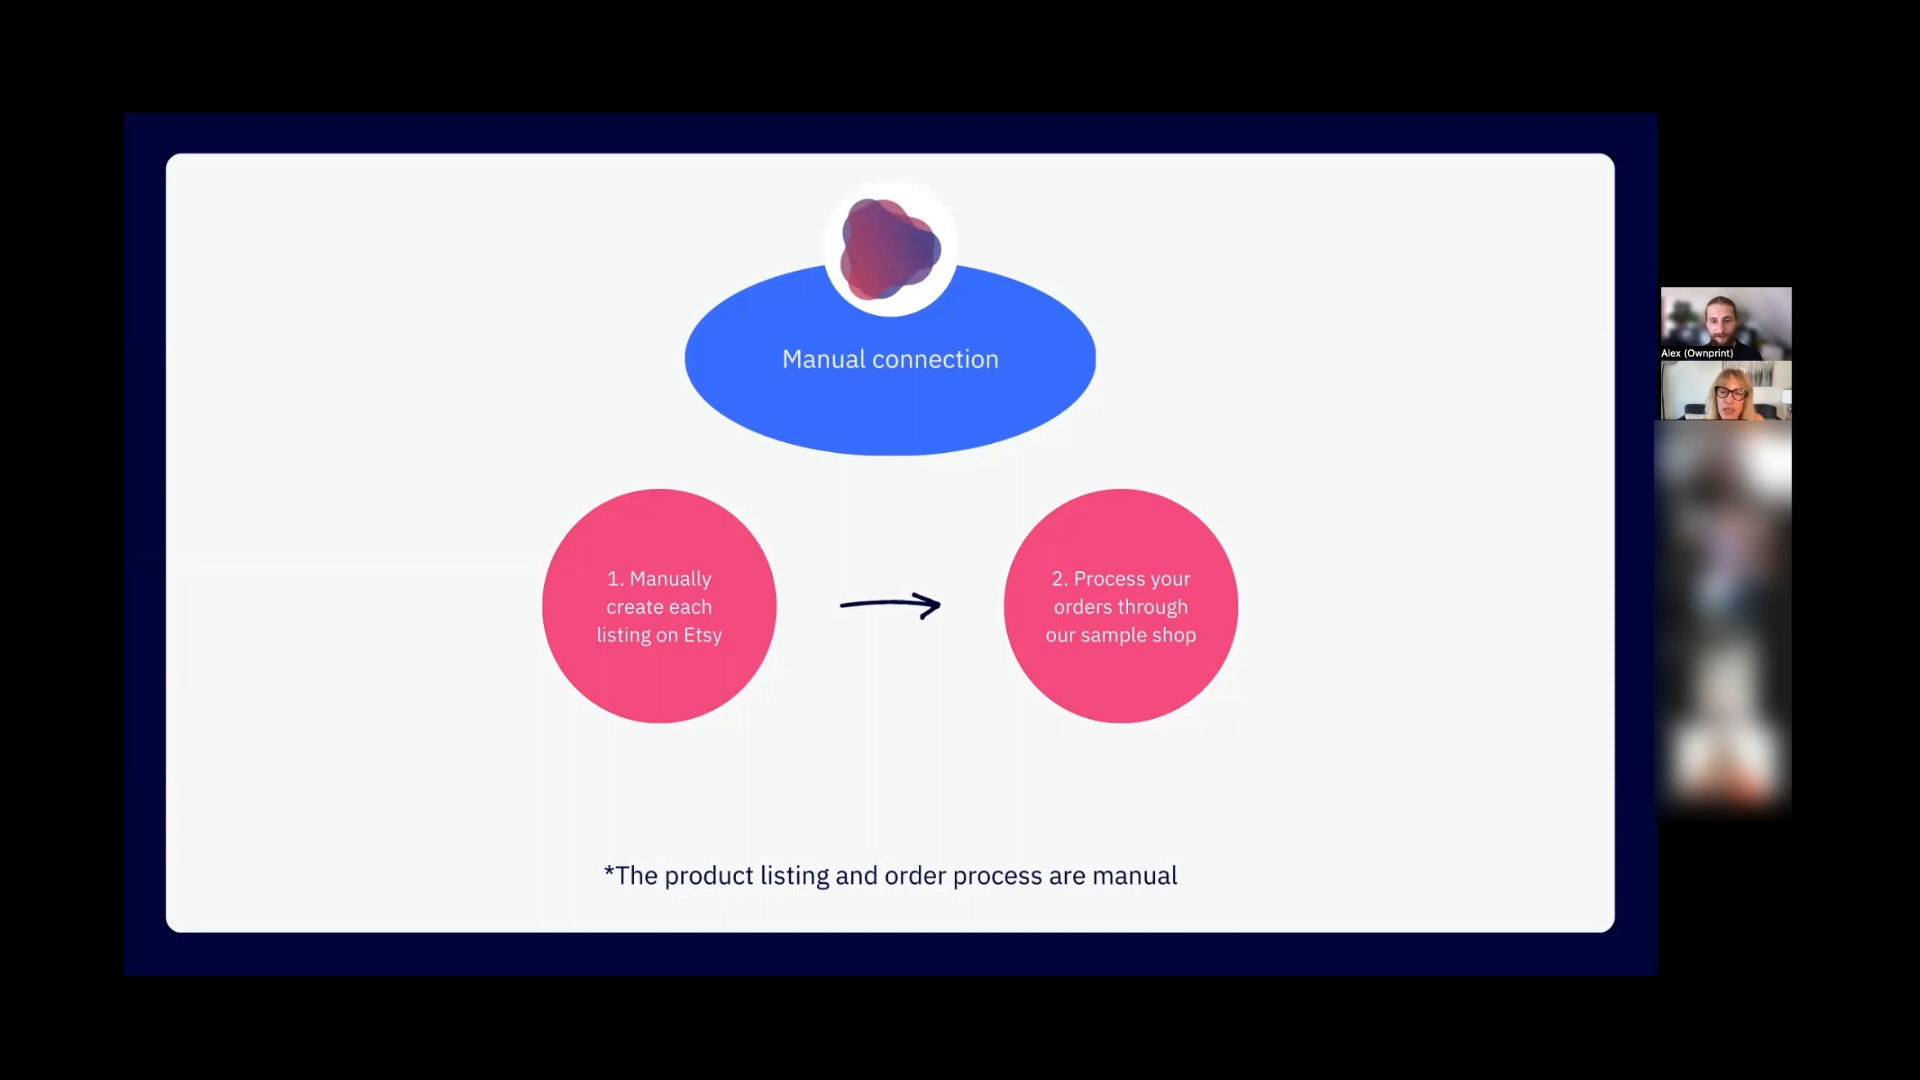 Manual connection
1. Manually
create each
listing on Etsy
2. Process your
orders through
our sample shop
*The product listing and order process are manual
Alex (Ownprint)